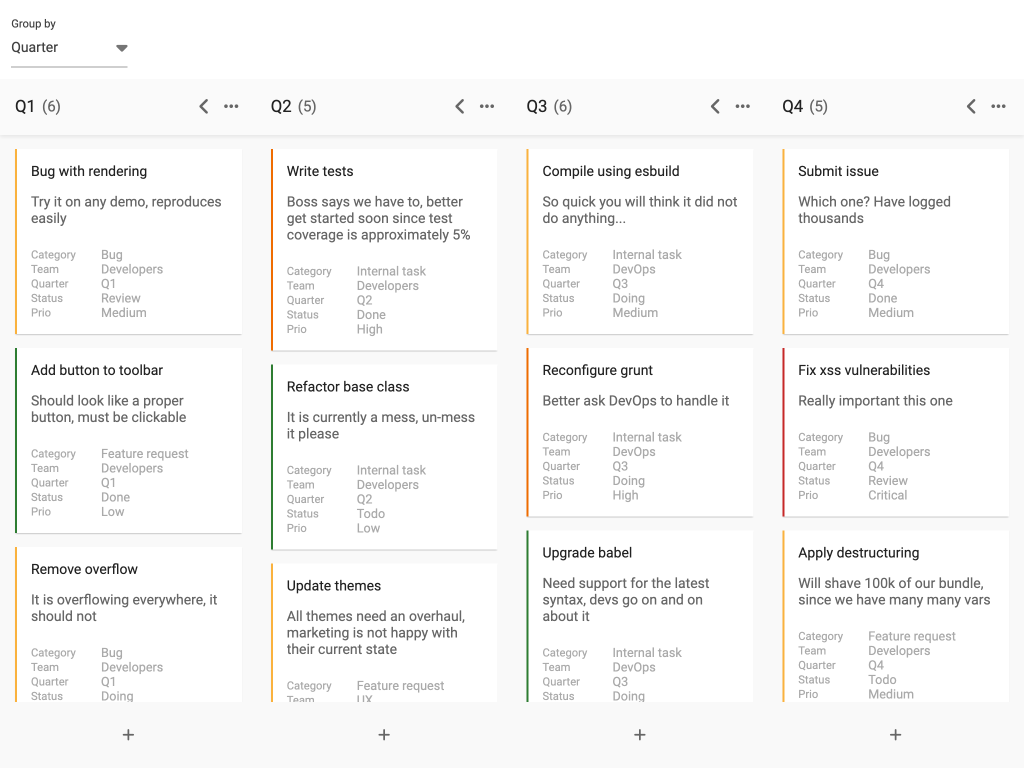 Group by
Quarter
Q1 (6)
Bug with rendering
Try it on any demo, reproduces
easily
Category Bug
Team Developers
Quarter Q1
Status Review
Prio Medium
Add button to toolbar
Should look like a proper
button, must be clickable
Category Feature request
Team Developers
Quarter Q1
Status Done
Prio Low
Remove overflow
It is overflowing everywhere, it
should not
Category Bug
Team Developers
Quarter Q1
Status Doing
Q2 (5)
Write tests
Boss says we have to, better
get started soon since test
coverage is approximately 5%
Category Internal task
Team Developers
Quarter Q2
Status Done
Prio High
Refactor base class
It is currently a mess, un-mess
it please
Category Internal task
Team Developers
Quarter Q2
Status Todo
Prio Low
Update themes
All themes need an overhaul,
marketing is not happy with
their current state
Category Feature request
Team UX
Q3 (6)
Compile using esbuild
So quick you will think it did not
do anything...
Category Internal task
Team DevOps
Quarter Q3
Status Doing
Prio Medium
Reconfigure grunt
Better ask DevOps to handle it
Category Internal task
Team DevOps
Quarter Q3
Status Doing
Prio High
Upgrade babel
Need support for the latest
syntax, devs go on and on
about it
Category Internal task
Team DevOps
Quarter Q3
Status Doing
Q4 (5)
Submit issue
Which one? Have logged
thousands
Category Bug
Team Developers
Quarter Q4
Status Done
Prio Medium
Fix xss vulnerabilities
Really important this one
Category Bug
Team Developers
Quarter Q4
Status Review
Prio Critical
Apply destructuring
Will shave 100k of our bundle,
since we have many many vars
Category Feature request
Team Developers
Quarter Q4
Status Todo
Prio Medium